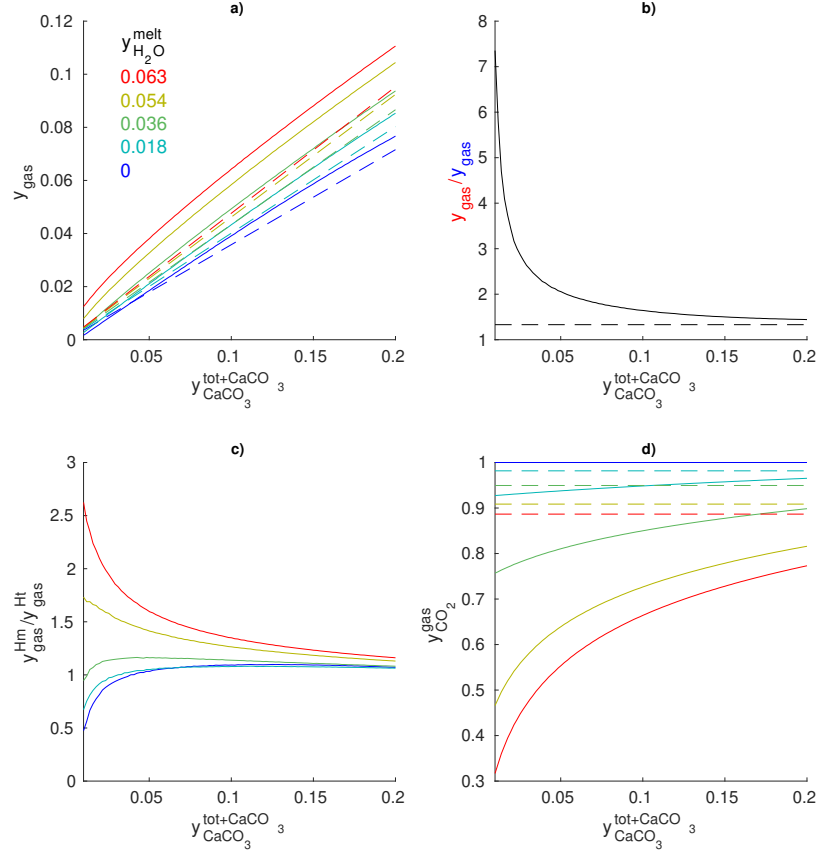 a)
0.12
0.1
0.08
0.06
0.04
0.02
0
y_gas
y^melt_H2O
0.063
0.054
0.036
0.018
0
0.05 0.1 0.15 0.2
y^tot+CaCO3_CaCO3
b)
8
7
6
5
4
3
2
1
y gas / y gas
0.05 0.1 0.15 0.2
y^tot+CaCO3_CaCO3
c)
3
2.5
2
1.5
1
0.5
0
y^Hm_gas/y^Ht_gas
0.05 0.1 0.15 0.2
y^tot+CaCO3_CaCO3
d)
1
0.9
0.8
0.7
0.6
0.5
0.4
0.3
y^gas_CO2
0.05 0.1 0.15 0.2
y^tot+CaCO3_CaCO3